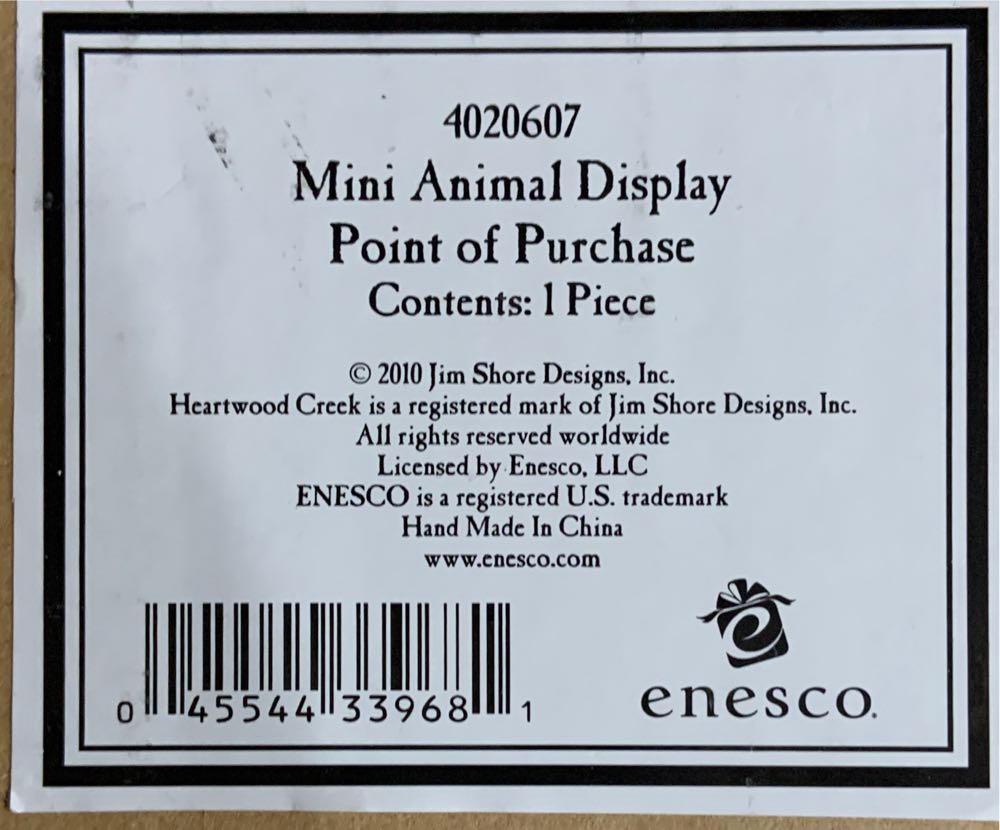 4020607
Mini Animal Display
Point of Purchase
Contents: 1 Piece
© 2010 Jim Shore Designs, Inc.
Heartwood Creek is a registered mark of Jim Shore Designs, Inc.
All rights reserved worldwide
Licensed by Enesco, LLC
ENESCO is a registered U.S. trademark
Hand Made In China
www.enesco.com
0 45544 33968 1
enesco.